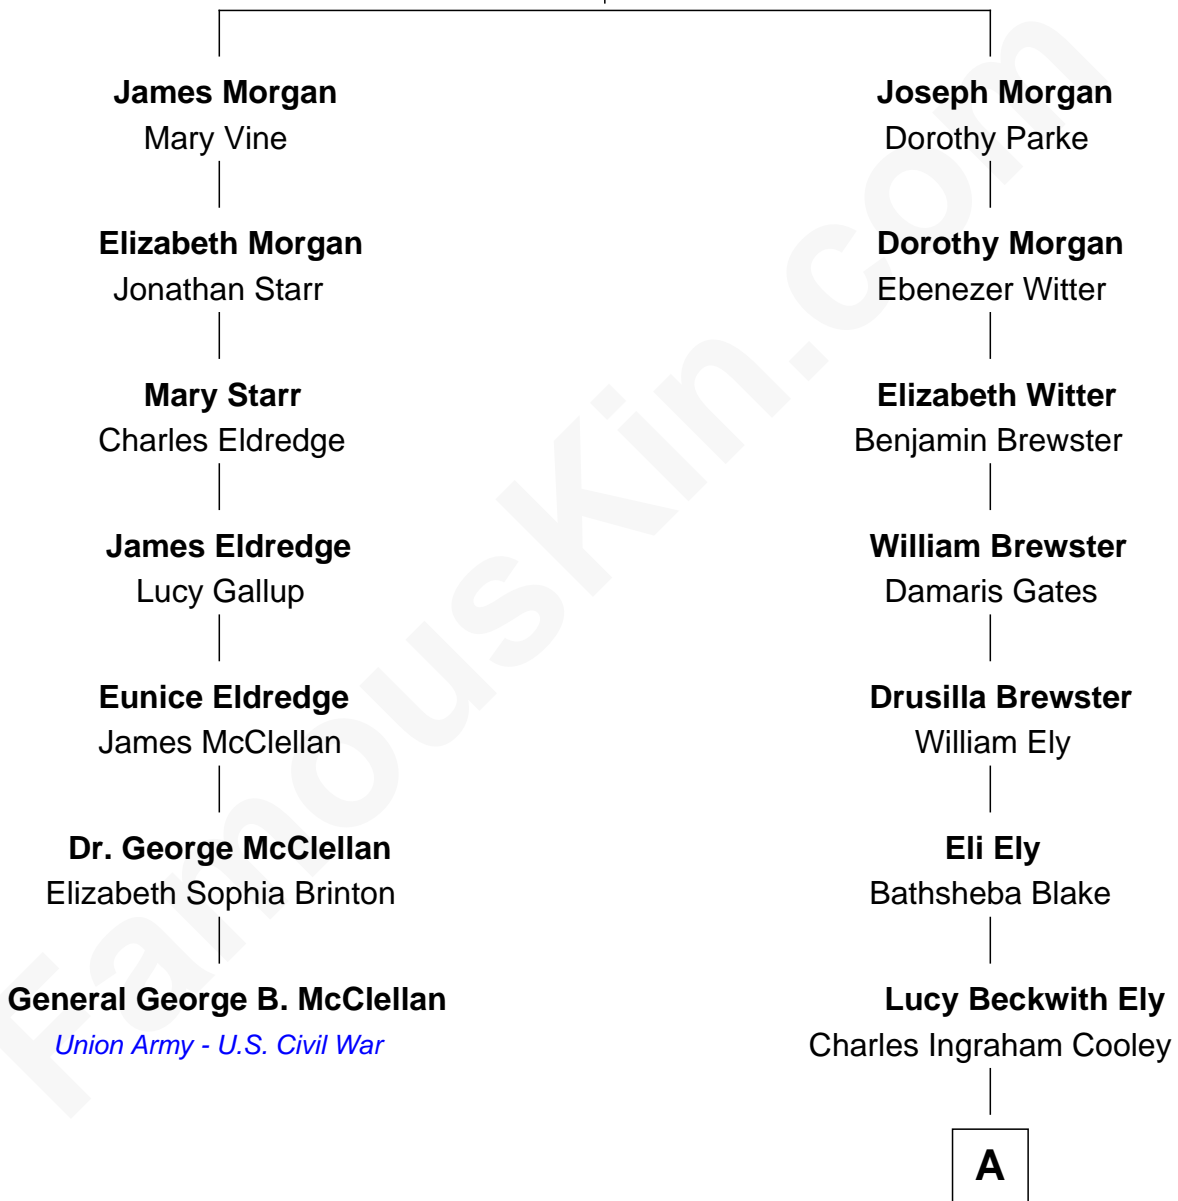 James Morgan
Mary Vine
Elizabeth Morgan
Jonathan Starr
Mary Starr
Charles Eldredge
James Eldredge
Lucy Gallup
Eunice Eldredge
James McClellan
Dr. George McClellan
Elizabeth Sophia Brinton
General George B. McClellan
Union Army - U.S. Civil War
Joseph Morgan
Dorothy Parke
Dorothy Morgan
Ebenezer Witter
Elizabeth Witter
Benjamin Brewster
William Brewster
Damaris Gates
Drusilla Brewster
William Ely
Eli Ely
Bathsheba Blake
Lucy Beckwith Ely
Charles Ingraham Cooley
A
FamousKin.com